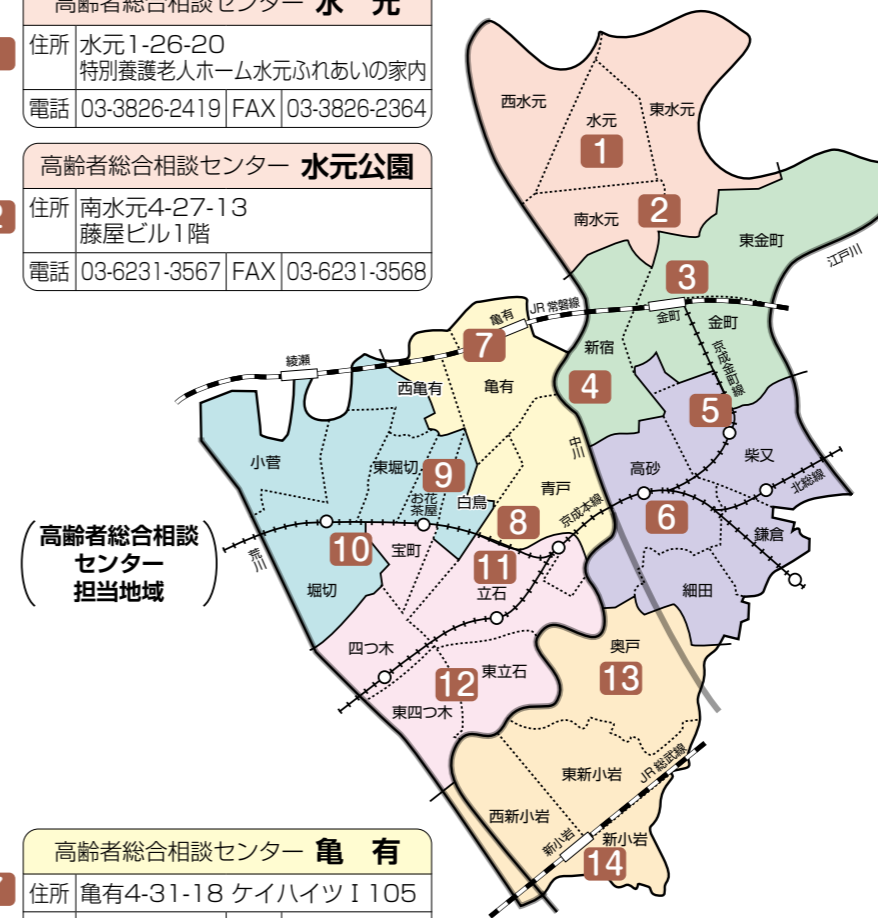 高齢者総合相談センター 水 元
住所 水元1-26-20
特別養護老人ホーム水元ふれあいの家内
電話 03-3826-2419 FAX 03-3826-2364
高齢者総合相談センター 水元公園
2
住所 南水元4-27-13
藤屋ビル1階
電話 03-6231-3567 FAX 03-6231-3568
西水元
水元
東水元
1
南水元
2
東金町
江戸川
3
JR常磐線
金町
金町
京成金町線
新宿
4
亀有
7
綾瀬
西亀有
亀有
中川
5
柴又
北総線
高砂
6
鎌倉
細田
小菅
東堀切
9
お花
茶屋
白鳥
青戸
8
京成本線
荒川
10
堀切
宝町
11
立石
四つ木
東立石
12
東四つ木
奥戸
13
東新小岩
JR総武線
西新小岩
新小岩
新小岩
14
高齢者総合相談
センター
担当地域
高齢者総合相談センター 亀 有
住所 亀有4-31-18 ケイハイツⅠ105